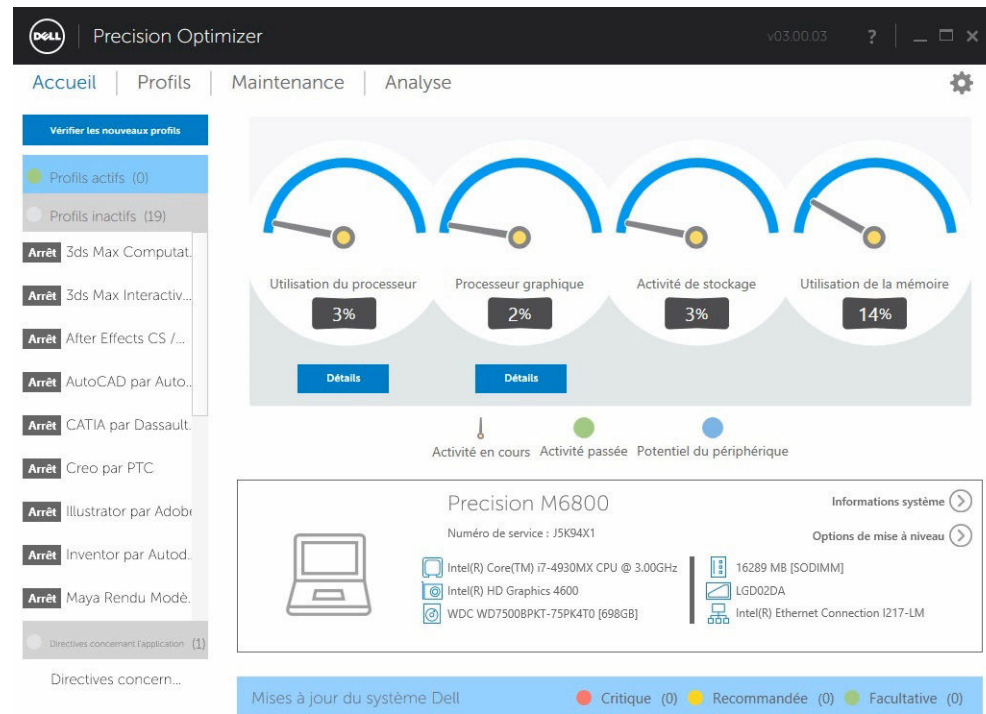 DELL
Precision Optimizer
v03.00.03
?
Accueil
Profils
Maintenance
Analyse
Vérifier les nouveaux profils
Profils actifs (0)
Profils inactifs (19)
Arrêt 3ds Max Computat.
Arrêt 3ds Max Interactiv...
Arrêt After Effects CS /...
Arrêt AutoCAD par Auto..
Arrêt CATIA par Dassault.
Arrêt Creo par PTC
Arrêt Illustrator par Adobe
Arrêt Inventor par Autod.
Arrêt Maya Rendu Modè.
Directives concernant l'application (1)
Directives concern...
Utilisation du processeur
3%
Détails
Processeur graphique
2%
Détails
Activité de stockage
3%
Utilisation de la mémoire
14%
Activité en cours
Activité passée
Potentiel du périphérique
Precision M6800
Numéro de service : J5K94X1
Intel(R) Core(TM) i7-4930MX CPU @ 3.00GHz
Intel(R) HD Graphics 4600
WDC WD7500BPKT-75PK4T0 [698GB]
16289 MB [SODIMM]
LGD02DA
Intel(R) Ethernet Connection I217-LM
Informations système
Options de mise à niveau
Mises à jour du système Dell
Critique (0)
Recommandée (0)
Facultative (0)